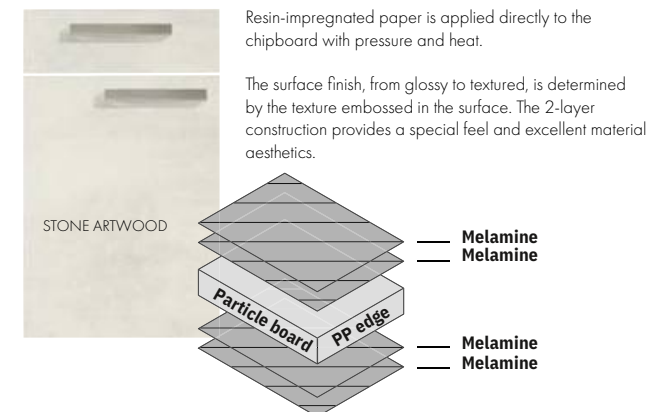 Resin-impregnated paper is applied directly to the
chipboard with pressure and heat.
The surface finish, from glossy to textured, is determined
by the texture embossed in the surface. The 2-layer
construction provides a special feel and excellent material
aesthetics.
STONE ARTWOOD
Melamine
Melamine
Particle board
PP edge
Melamine
Melamine